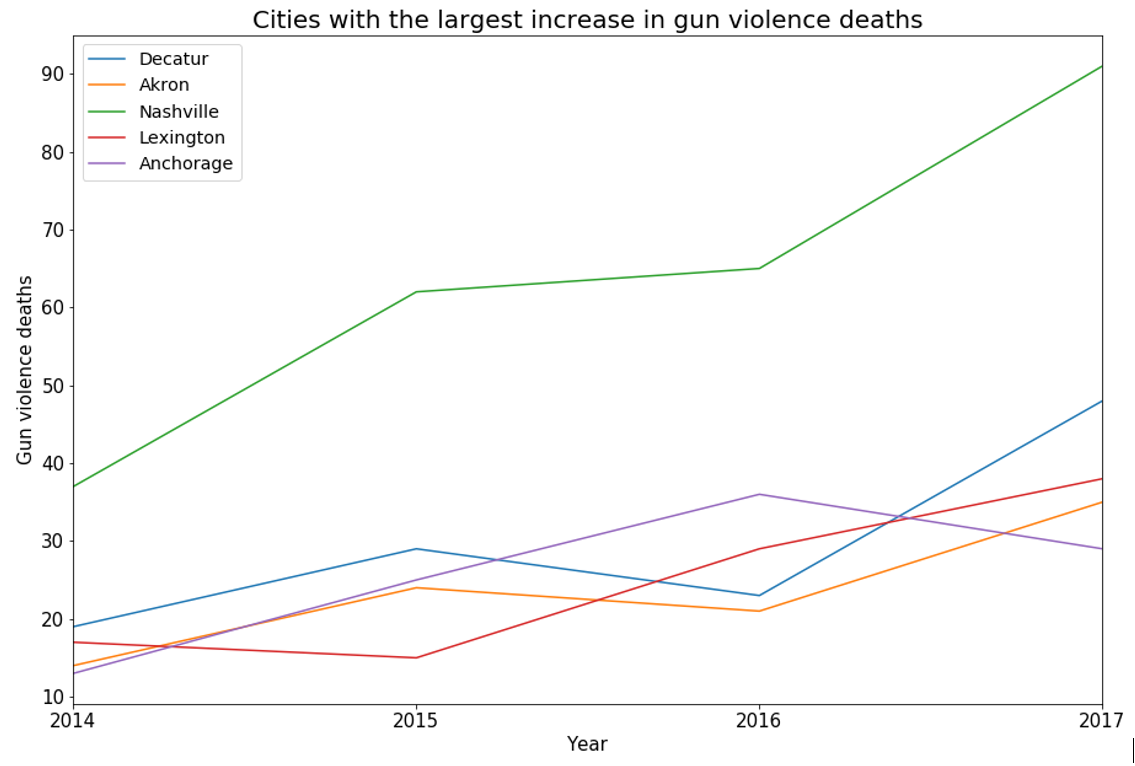 Cities with the largest increase in gun violence deaths
Decatur
Akron
Nashville
Lexington
Anchorage
90
80
70
60
50
40
30
20
10
Gun violence deaths
2014 2015 2016 2017
Year